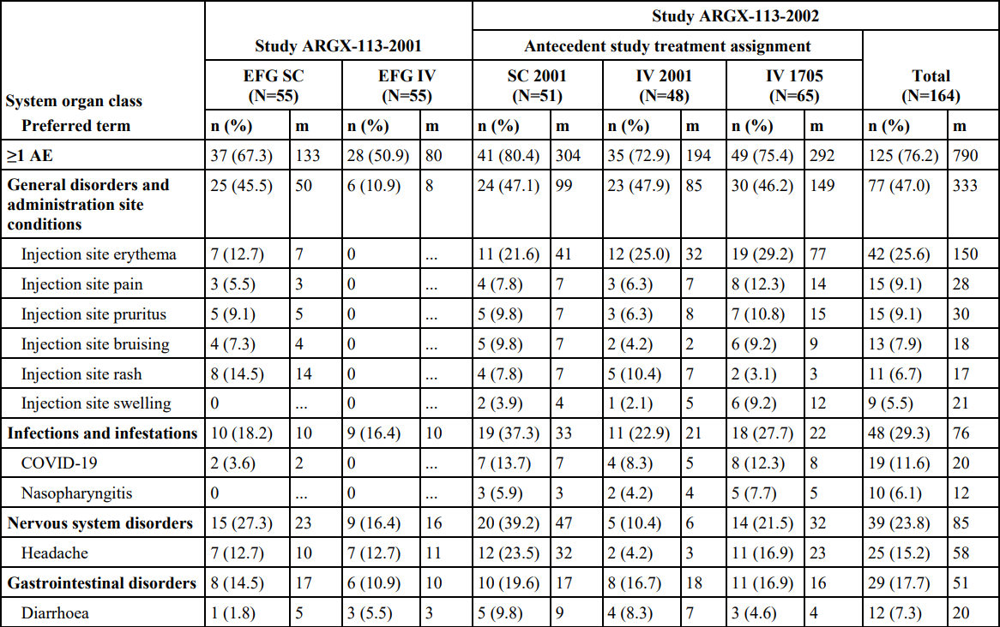 Study ARGX-113-2002
Study ARGX-113-2001 Antecedent study treatment assignment
EFG SC (N=55) EFG IV (N=55) SC 2001 (N=51) IV 2001 (N=48) IV 1705 (N=65) Total (N=164)
System organ class
Preferred term n (%) m n (%) m n (%) m n (%) m n (%) m n (%) m
≥1 AE 37 (67.3) 133 28 (50.9) 80 41 (80.4) 304 35 (72.9) 194 49 (75.4) 292 125 (76.2) 790
General disorders and 25 (45.5) 50 6 (10.9) 8 24 (47.1) 99 23 (47.9) 85 30 (46.2) 149 77 (47.0) 333
administration site
conditions
Injection site erythema 7 (12.7) 7 0 ... 11 (21.6) 41 12 (25.0) 32 19 (29.2) 77 42 (25.6) 150
Injection site pain 3 (5.5) 3 0 ... 4 (7.8) 7 3 (6.3) 7 8 (12.3) 14 15 (9.1) 28
Injection site pruritus 5 (9.1) 5 0 ... 5 (9.8) 7 3 (6.3) 8 7 (10.8) 15 15 (9.1) 30
Injection site bruising 4 (7.3) 4 0 ... 5 (9.8) 7 2 (4.2) 2 6 (9.2) 9 13 (7.9) 18
Injection site rash 8 (14.5) 14 0 ... 4 (7.8) 7 5 (10.4) 7 2 (3.1) 3 11 (6.7) 17
Injection site swelling 0 ... 2 (3.9) 4 1 (2.1) 5 6 (9.2) 12 9 (5.5) 21
Infections and infestations 10 (18.2) 10 9 (16.4) 10 19 (37.3) 33 11 (22.9) 21 18 (27.7) 22 48 (29.3) 76
COVID-19 2 (3.6) 2 0 ... 7 (13.7) 7 4 (8.3) 5 8 (12.3) 8 19 (11.6) 20
Nasopharyngitis 0 ... 0 ... 3 (5.9) 3 2 (4.2) 4 5 (7.7) 5 10 (6.1) 12
Nervous system disorders 15 (27.3) 23 9 (16.4) 16 20 (39.2) 47 5 (10.4) 6 14 (21.5) 32 39 (23.8) 85
Headache 7 (12.7) 10 7 (12.7) 11 12 (23.5) 32 2 (4.2) 3 11 (16.9) 23 25 (15.2) 58
Gastrointestinal disorders 8 (14.5) 17 6 (10.9) 10 10 (19.6) 17 8 (16.7) 18 11 (16.9) 16 29 (17.7) 51
Diarrhoea 1 (1.8) 5 3 (5.5) 3 5 (9.8) 9 4 (8.3) 7 3 (4.6) 4 12 (7.3) 20